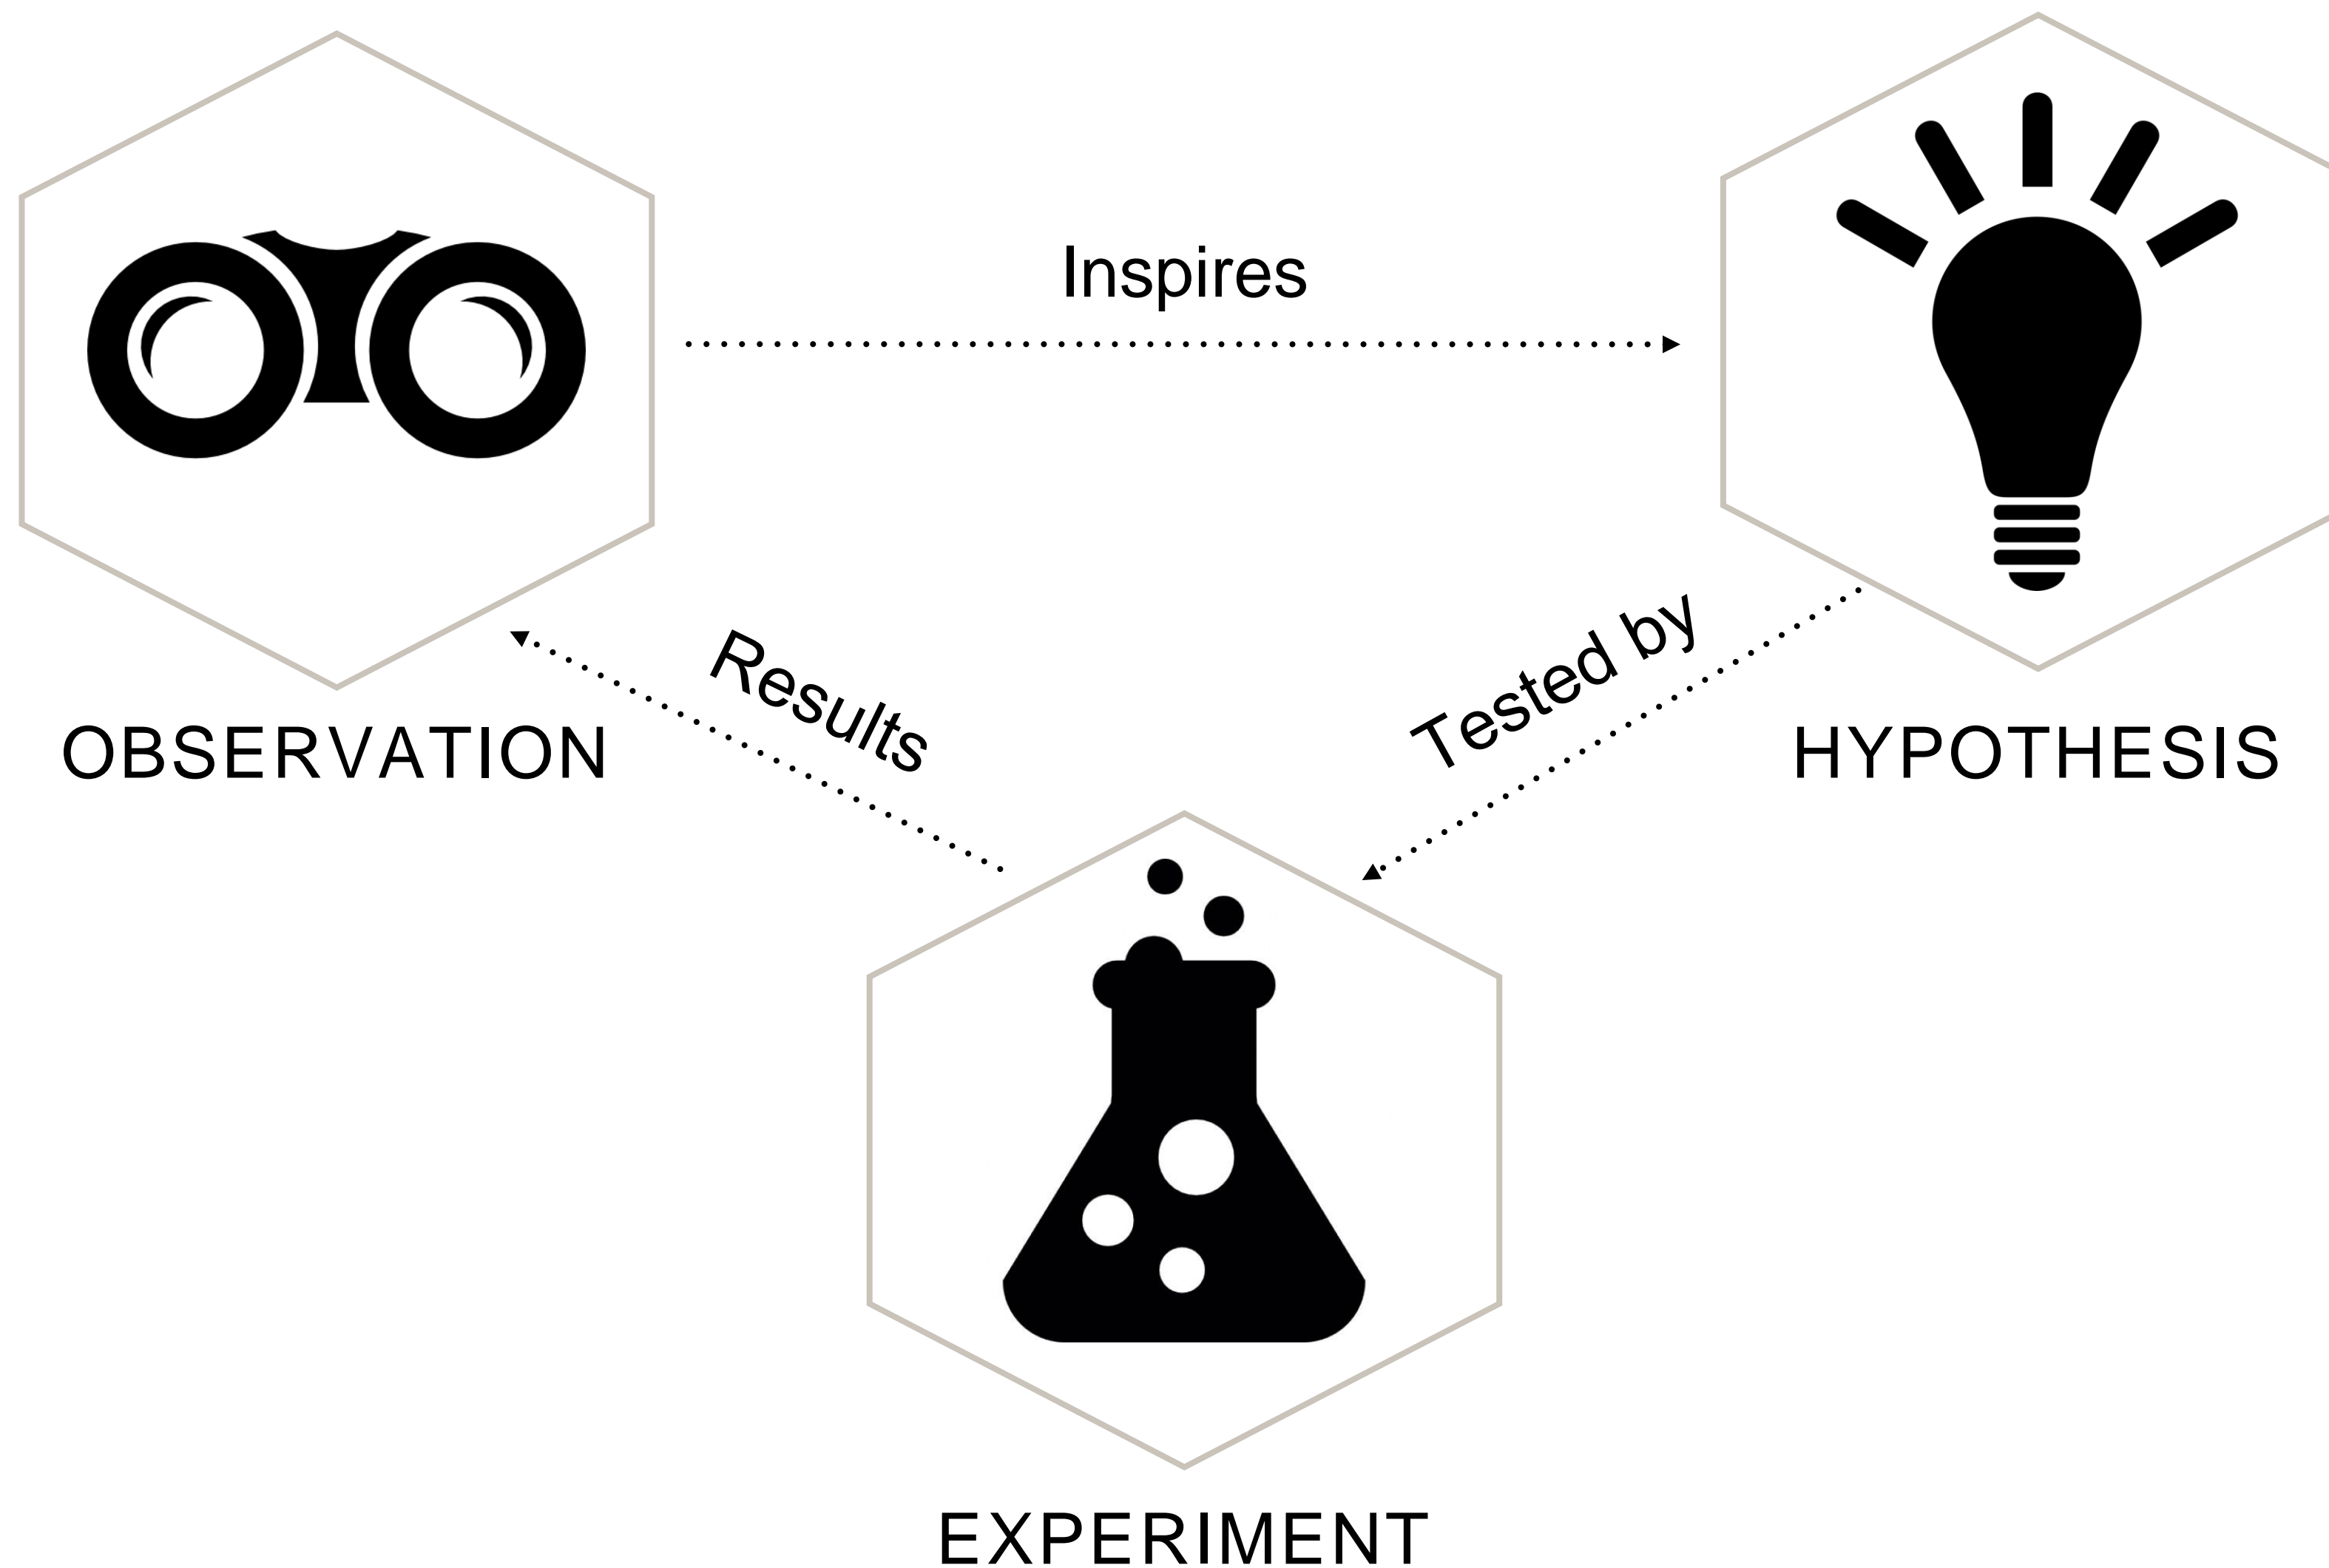 Inspires
Results
Tested by
OBSERVATION
HYPOTHESIS
EXPERIMENT